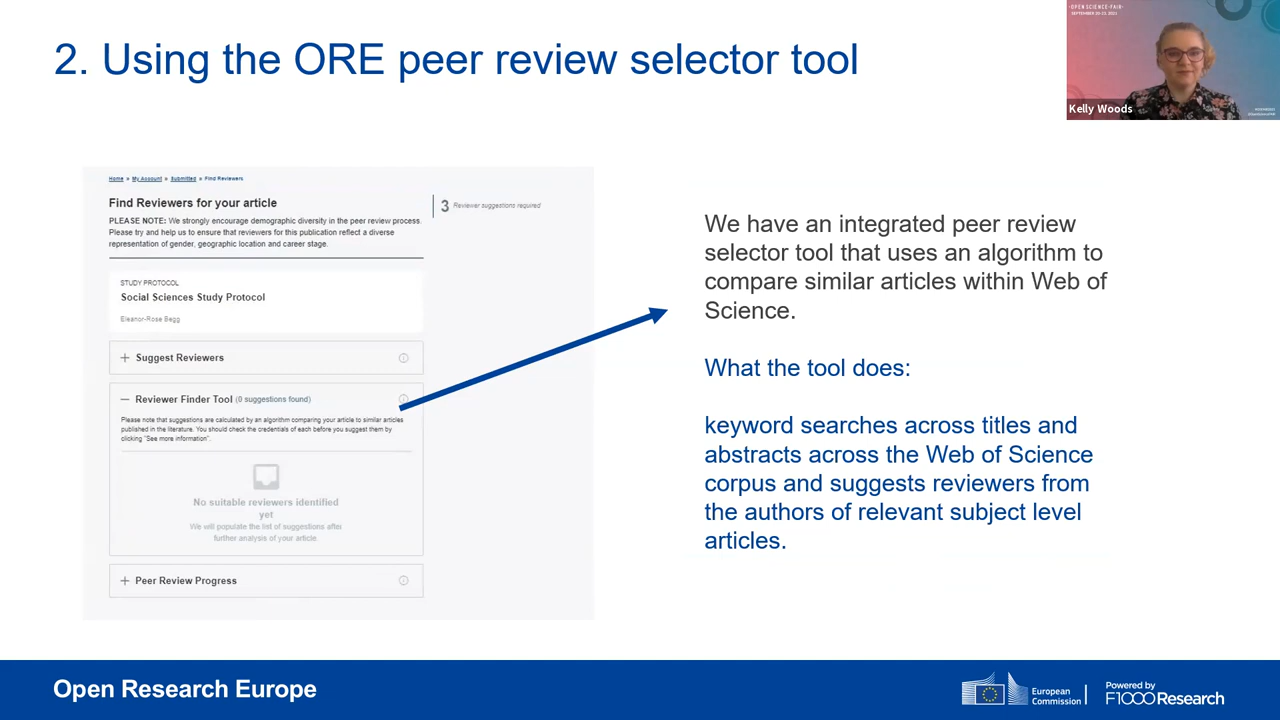 2. Using the ORE peer review selector tool
·OPEN SCIENCE FAIR·
Kelly Woods
Home » My Account » Submitted » Find Reviewers
Find Reviewers for your article
PLEASE NOTE: We strongly encourage demographic diversity in the peer review process.
Please try and help us to ensure that reviewers for this publication reflect a diverse
representation of gender, geographic location and career stage.
3 Reviewer suggestions required
STUDY PROTOCOL
Social Sciences Study Protocol
Eleanor-Rose Begg
+ Suggest Reviewers
— Reviewer Finder Tool (0 suggestions found)
Please note that suggestions are calculated by an algorithm comparing your article to similar articles
published in the literature. You should check the credentials of each before you suggest them by
clicking "See more information".
No suitable reviewers identified
yet
We will populate the list of suggestions after
further analysis of your article.
+ Peer Review Progress
We have an integrated peer review
selector tool that uses an algorithm to
compare similar articles within Web of
Science.
What the tool does:
keyword searches across titles and
abstracts across the Web of Science
corpus and suggests reviewers from
the authors of relevant subject level
articles.
Open Research Europe
European
Commission
Powered by
F1000Research